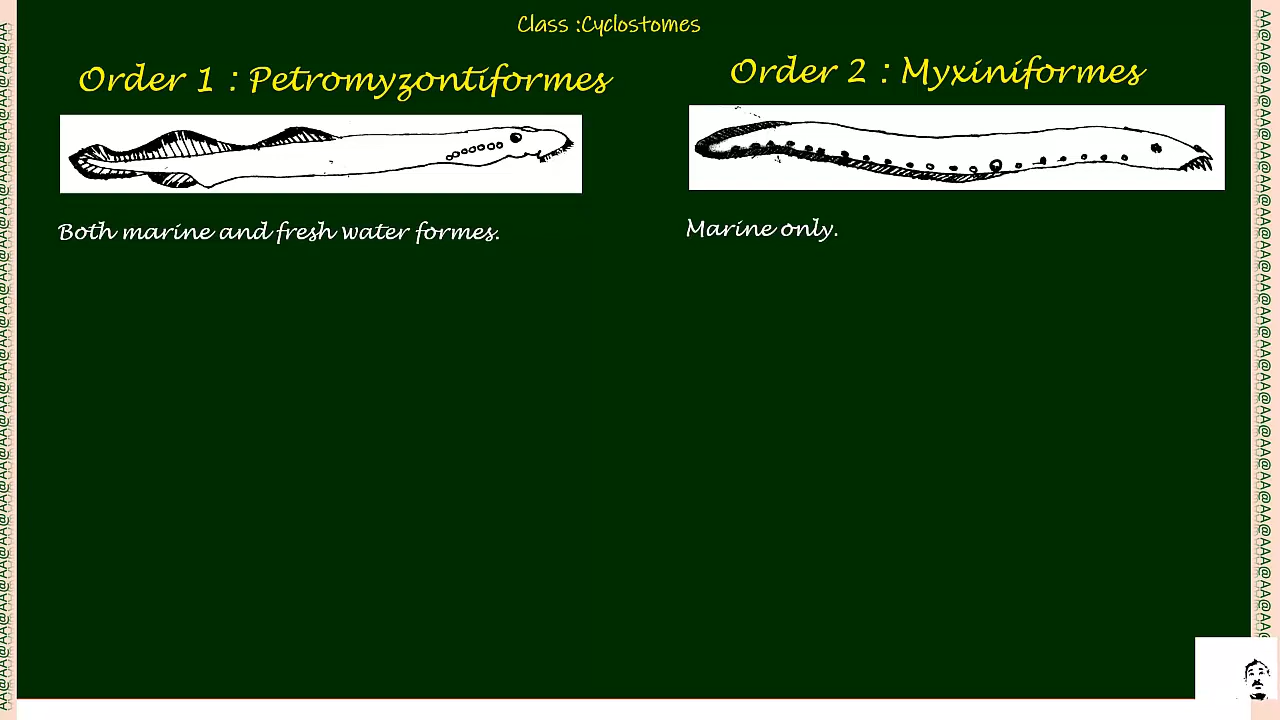 Class :Cyclostomes
Order 1 : Petromyzontiformes
Order 2 : Myxiniformes
Both marine and fresh water formes.
Marine only.